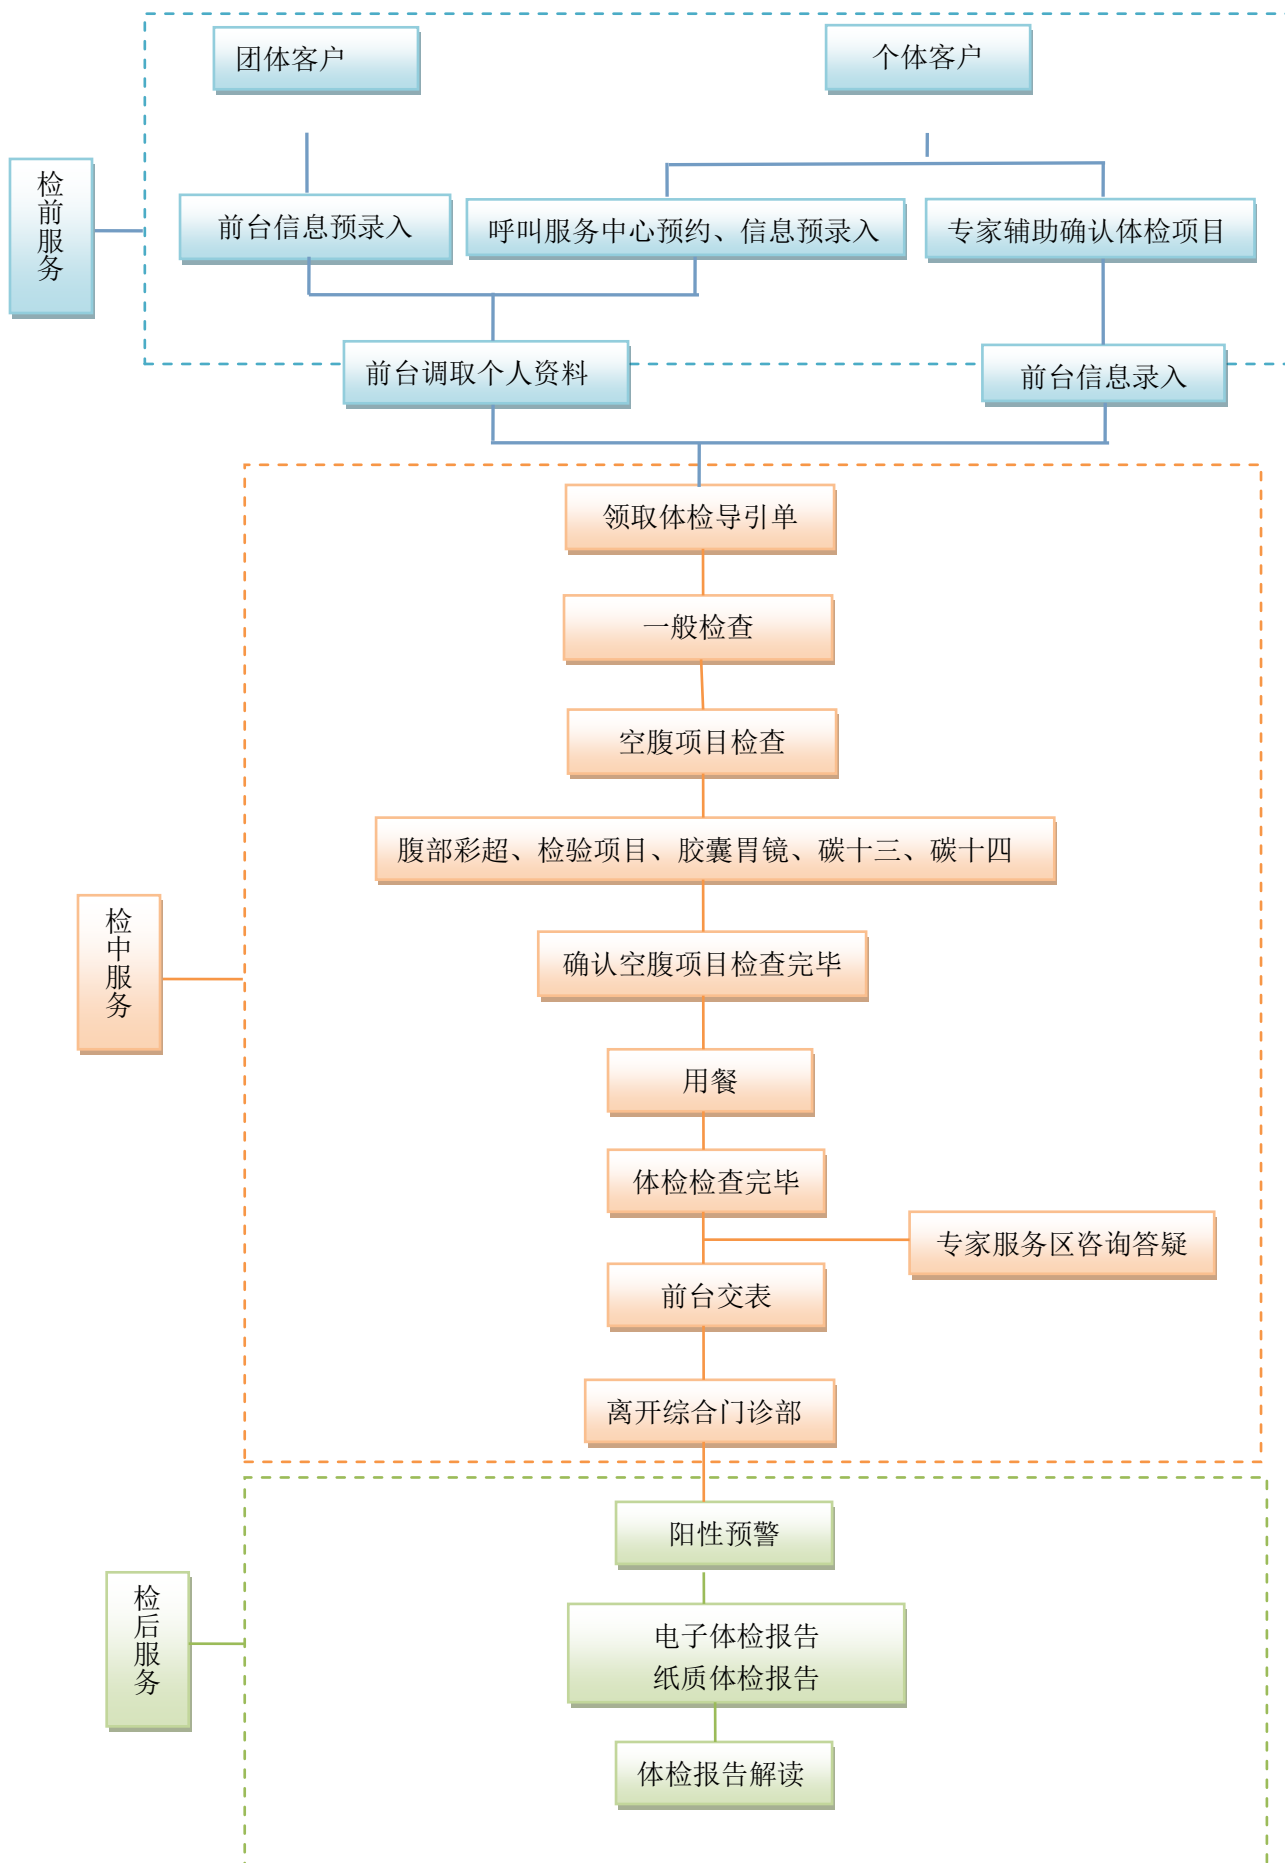 团体客户
个体客户
检前服务
前台信息预录入
呼叫服务中心预约、信息预录入
专家辅助确认体检项目
前台调取个人资料
前台信息录入
领取体检导引单
一般检查
空腹项目检查
腹部彩超、检验项目、胶囊胃镜、碳十三、碳十四
检中服务
确认空腹项目检查完毕
用餐
体检检查完毕
专家服务区咨询答疑
前台交表
离开综合门诊部
阳性预警
检后服务
电子体检报告
纸质体检报告
体检报告解读